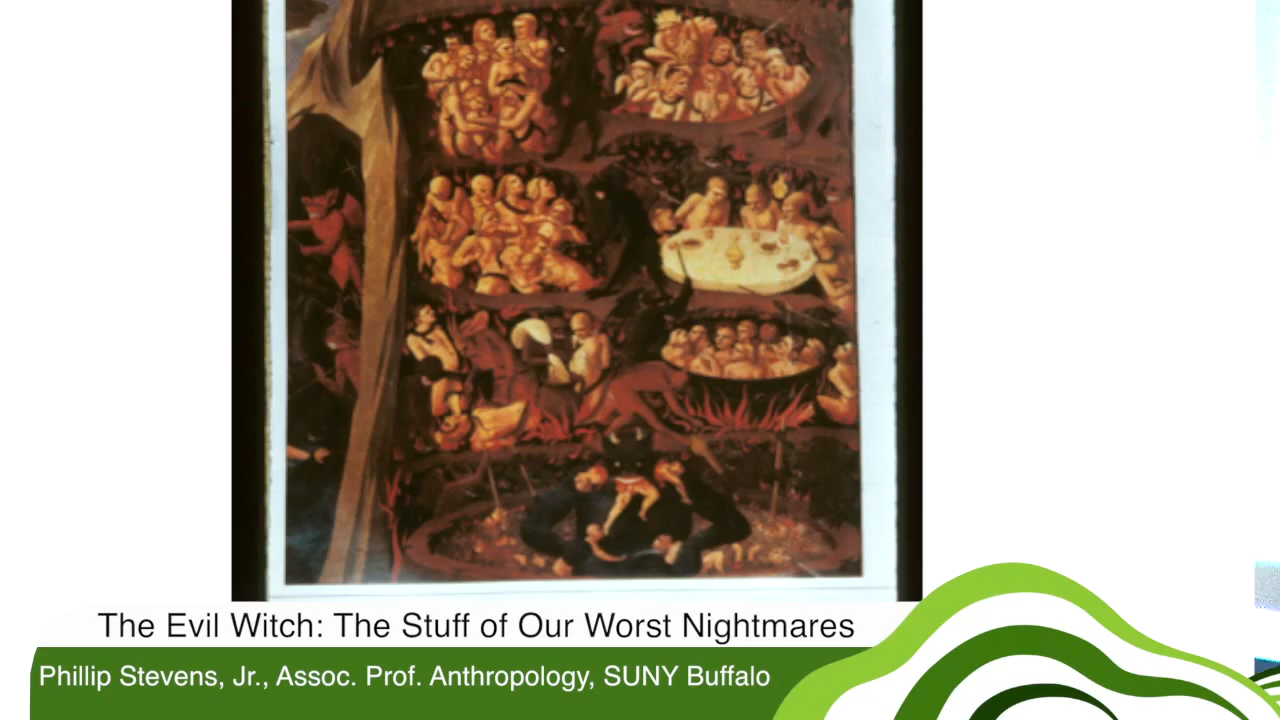 The Evil Witch: The Stuff of Our Worst Nightmares
Phillip Stevens, Jr., Assoc. Prof. Anthropology, SUNY Buffalo